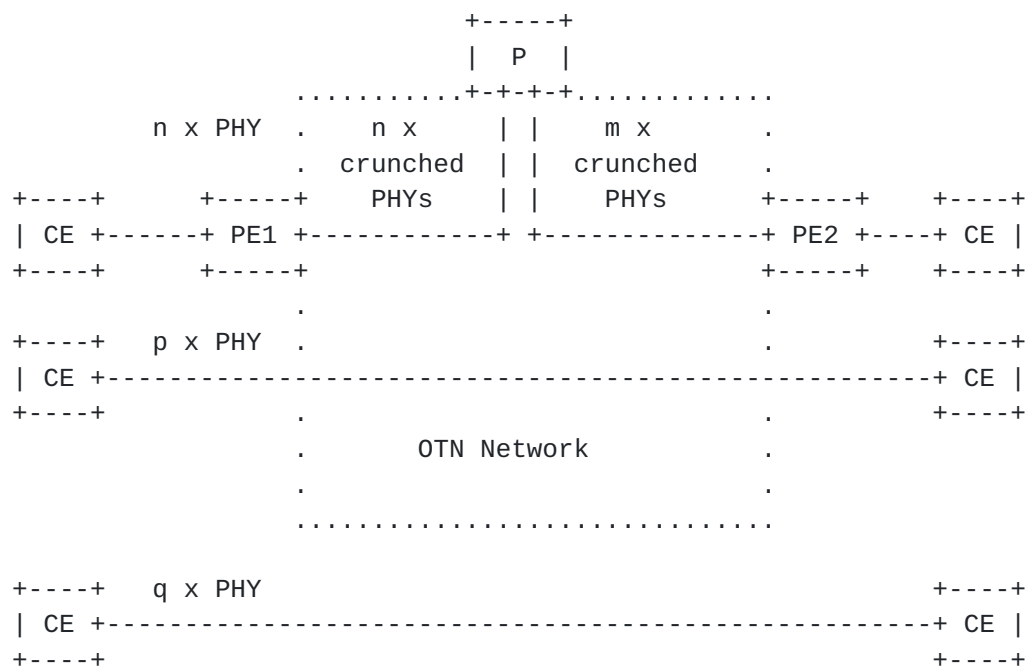 +-----+
| P |
...........+-+-+-+.............
n x PHY . n x | | m x .
. crunched | | crunched .
+----+ +-----+ PHYs | | PHYs +-----+ +----+
| CE +------+ PE1 +------------+ +--------------+ PE2 +----+ CE |
+----+ +-----+ +-----+ +----+
. .
+----+ p x PHY . . +----+
| CE +-----------------------------------------------------+ CE |
+----+ . . +----+
. OTN Network .
. .
...............................
+----+ q x PHY +----+
| CE +-----------------------------------------------------+ CE |
+----+ +----+